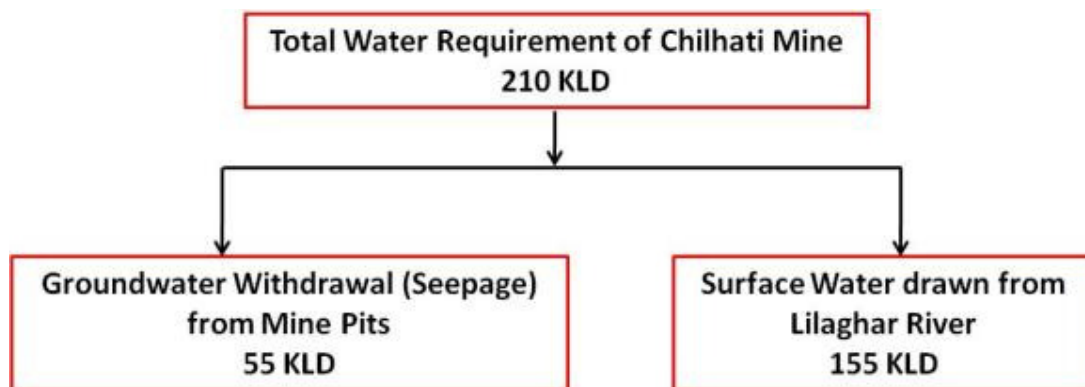 Total Water Requirement of Chilhati Mine
210 KLD
Groundwater Withdrawal (Seepage)
from Mine Pits
55 KLD
Surface Water drawn from
Lilaghar River
155 KLD